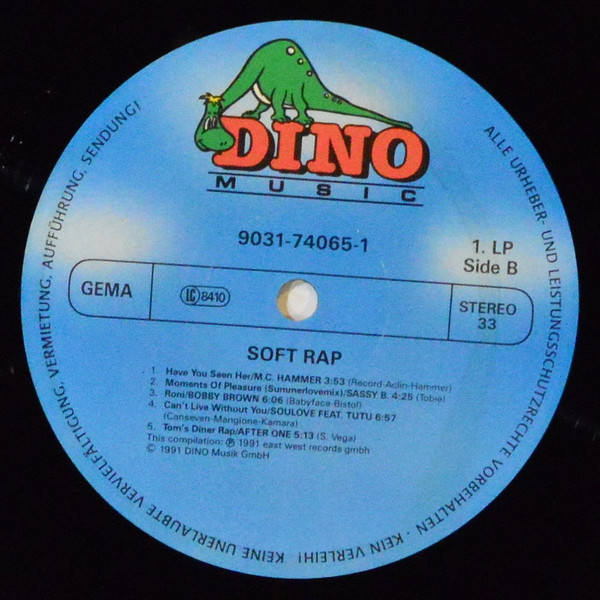 DINO
MUSIC
9031-74065-1
1. LP
Side B
GEMA
LC 8410
STEREO
33
SOFT RAP
1 Have You Seen Her/M.C. HAMMER 3:53 (Record-Aclin-Hammer)
2. Moments Of Pleasure (Summerlovemix)/SASSY B. 4:25 (Tobie)
3. Roni/BOBBY BROWN 6:06 (Babyface-Bistol)
4. Can't Live Without You/SOULOVE FEAT. TUTU 6:57
(Canseven-Mangione-Kamara)
5. Tom's Diner Rap/AFTER ONE 5:13 (S. Vega)
This compilation: Ⓟ 1991 east west records gmbh
© 1991 DINO Musik GmbH
ALLE URHEBER- UND LEISTUNGSSCHUTZRECHTE VORBEHALTEN · KEIN VERLEIH! · KEINE UNERLAUBTE VERVIELFÄLTIGUNG, VERMIETUNG, AUFFÜHRUNG, SENDUNG!